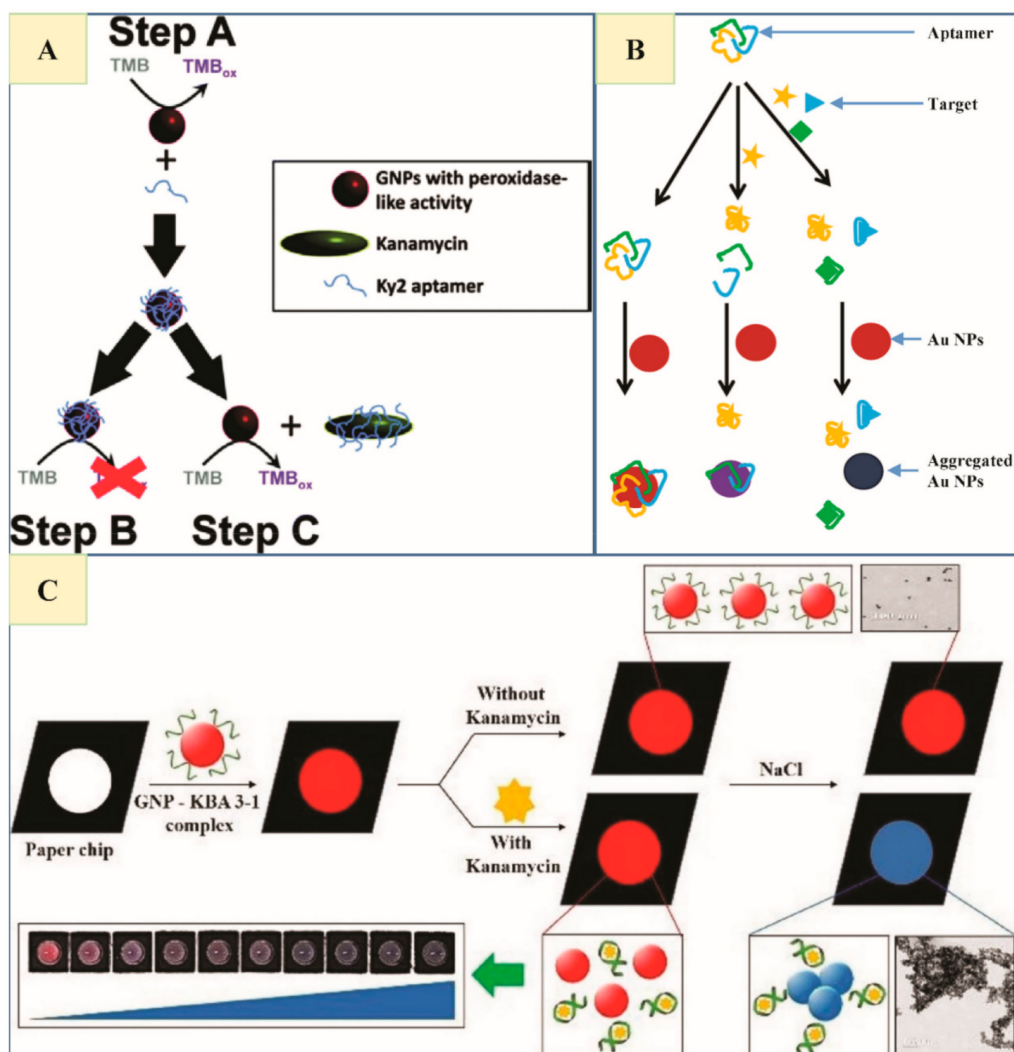 A
Step A
TMB
TMBox
+
GNPs with peroxidase-
like activity
Kanamycin
Ky2 aptamer
+
TMB
TMB
TMBox
Step B
Step C
B
Aptamer
Target
Au NPs
Aggregated
Au NPs
C
Without
Kanamycin
NaCl
GNP - KBA 3-1
complex
Paper chip
With
Kanamycin